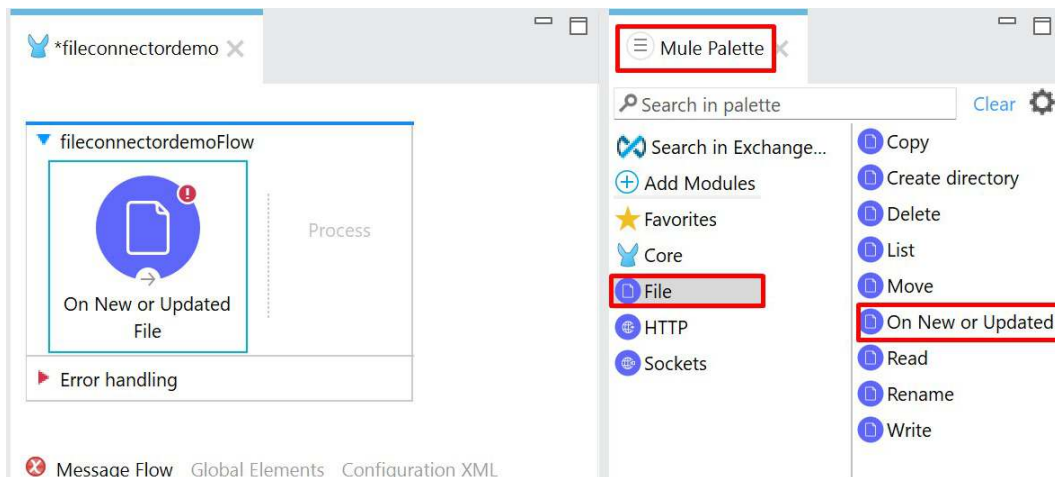 *fileconnectordemo
fileconnectordemoFlow
On New or Updated
File
Process
Error handling
Message Flow Global Elements Configuration XML
Mule Palette
Search in palette
Clear
Search in Exchange...
Add Modules
Favorites
Core
File
HTTP
Sockets
Copy
Create directory
Delete
List
Move
On New or Updated
Read
Rename
Write